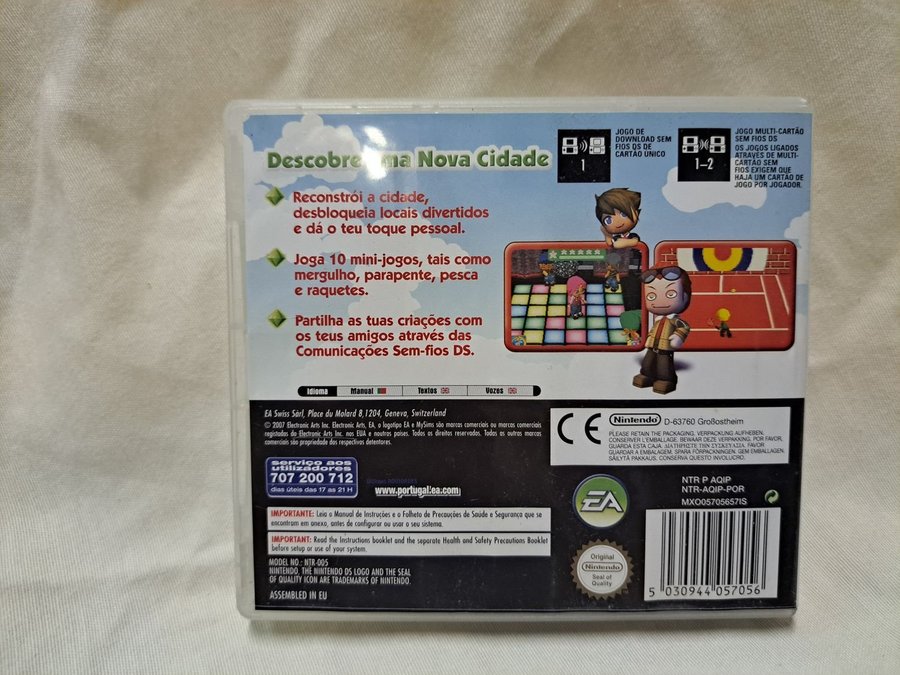 Descobre uma Nova Cidade
Reconstrói a cidade,
desbloqueia locais divertidos
e dá o teu toque pessoal.
Joga 10 mini-jogos, tais como
mergulho, parapente, pesca
e raquetes.
Partilha as tuas criações com
os teus amigos através das
Comunicações Sem-fios DS.
1
JOGO DE
DOWNLOAD SEM
FIOS DS DE
CARTÃO ÚNICO
1–2
JOGO MULTI-CARTÃO
SEM FIOS DS
OS JOGOS LIGADOS
ATRAVÉS DE MULTI-
CARTÃO SEM
FIOS EXIGEM QUE
HAJA UM CARTÃO DE
JOGO POR JOGADOR.
Idioma Manual Textos Vozes
EA Swiss Sàrl, Place du Molard 8,1204, Geneva, Switzerland
© 2007 Electronic Arts Inc. Electronic Arts, EA, o logotipo EA e MySims são marcas comerciais ou marcas comerciais
registadas da Electronic Arts Inc. nos EUA e noutros países. Todos os direitos reservados. Todas as outras marcas
comerciais são propriedade dos respectivos detentores.
CE
Nintendo D-63760 Großostheim
PLEASE RETAIN THE PACKAGING. VERPACKUNG AUFHEBEN.
CONSERVER L'EMBALLAGE. BEWAAR DEZE VERPAKKING. POR FAVOR,
GUARDA ESTA CAJA. ΔΙΑΤΗΡΗΣΤΕ ΤΗΝ ΣΥΣΚΕΥΑΣΙΑ. FAVOR
GUARDAR A EMBALAGEM. SPARA FÖRPACKNINGEN. GEM EMBALLAGEN.
SÄILYTÄ PAKKAUS. CONSERVA QUESTO INVOLUCRO.
serviço aos
utilizadores
707 200 712
dias úteis das 17 às 21 H
www.portugal.ea.com
EA
NTR P AQIP
NTR-AQIP-POR
MXO05705657IS
IMPORTANTE: Leia o Manual de Instruções e o Folheto de Precauções de Saúde e Segurança que se
encontram em anexo, antes de configurar ou usar o seu sistema.
IMPORTANT: Read the Instructions booklet and the separate Health and Safety Precautions Booklet
before setup or use of your system.
MODEL NO.: NTR-005
NINTENDO, THE NINTENDO DS LOGO AND THE SEAL
OF QUALITY ICON ARE TRADEMARKS OF NINTENDO.
ASSEMBLED IN EU
Original
Nintendo
Seal of
Quality
5 030944 057056